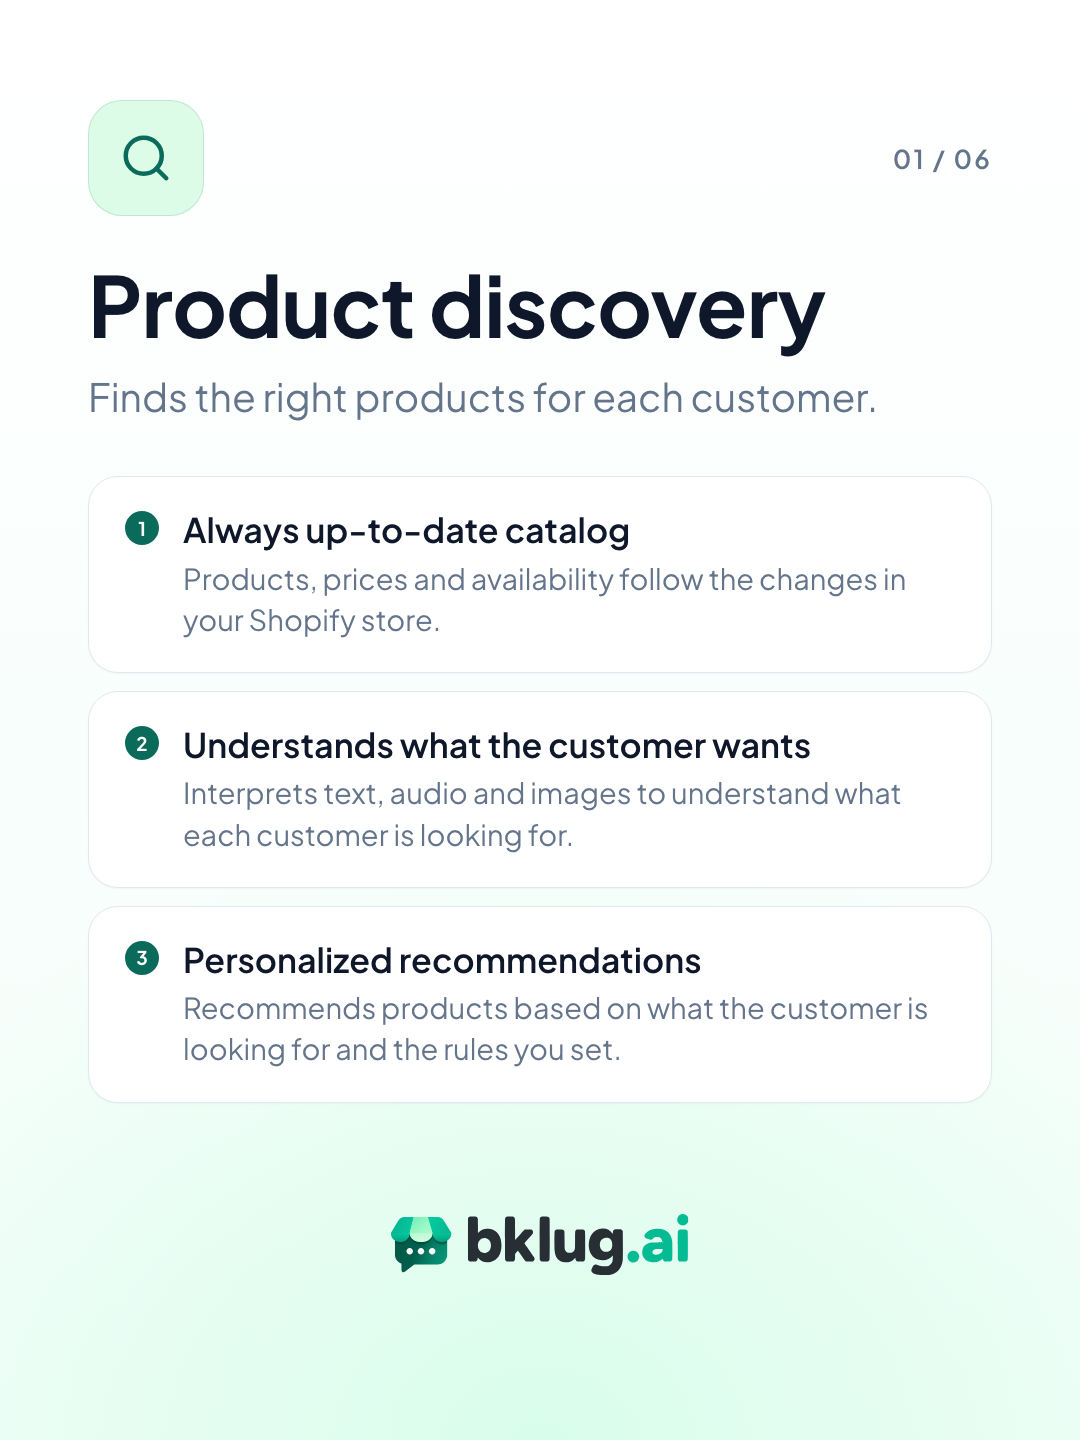 01 / 06
Product discovery
Finds the right products for each customer.
1 Always up-to-date catalog
Products, prices and availability follow the changes in
your Shopify store.
2 Understands what the customer wants
Interprets text, audio and images to understand what
each customer is looking for.
3 Personalized recommendations
Recommends products based on what the customer is
looking for and the rules you set.
bklug.ai